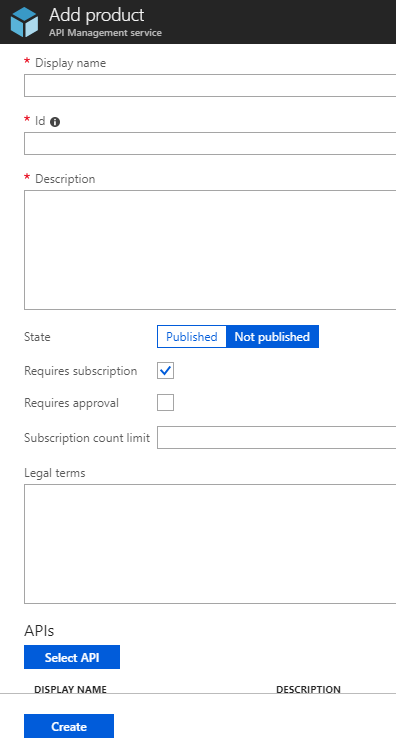 Add product
API Management service
* Display name
* Id
* Description
State Published Not published
Requires subscription
Requires approval
Subscription count limit
Legal terms
APIs
Select API
DISPLAY NAME DESCRIPTION
Create